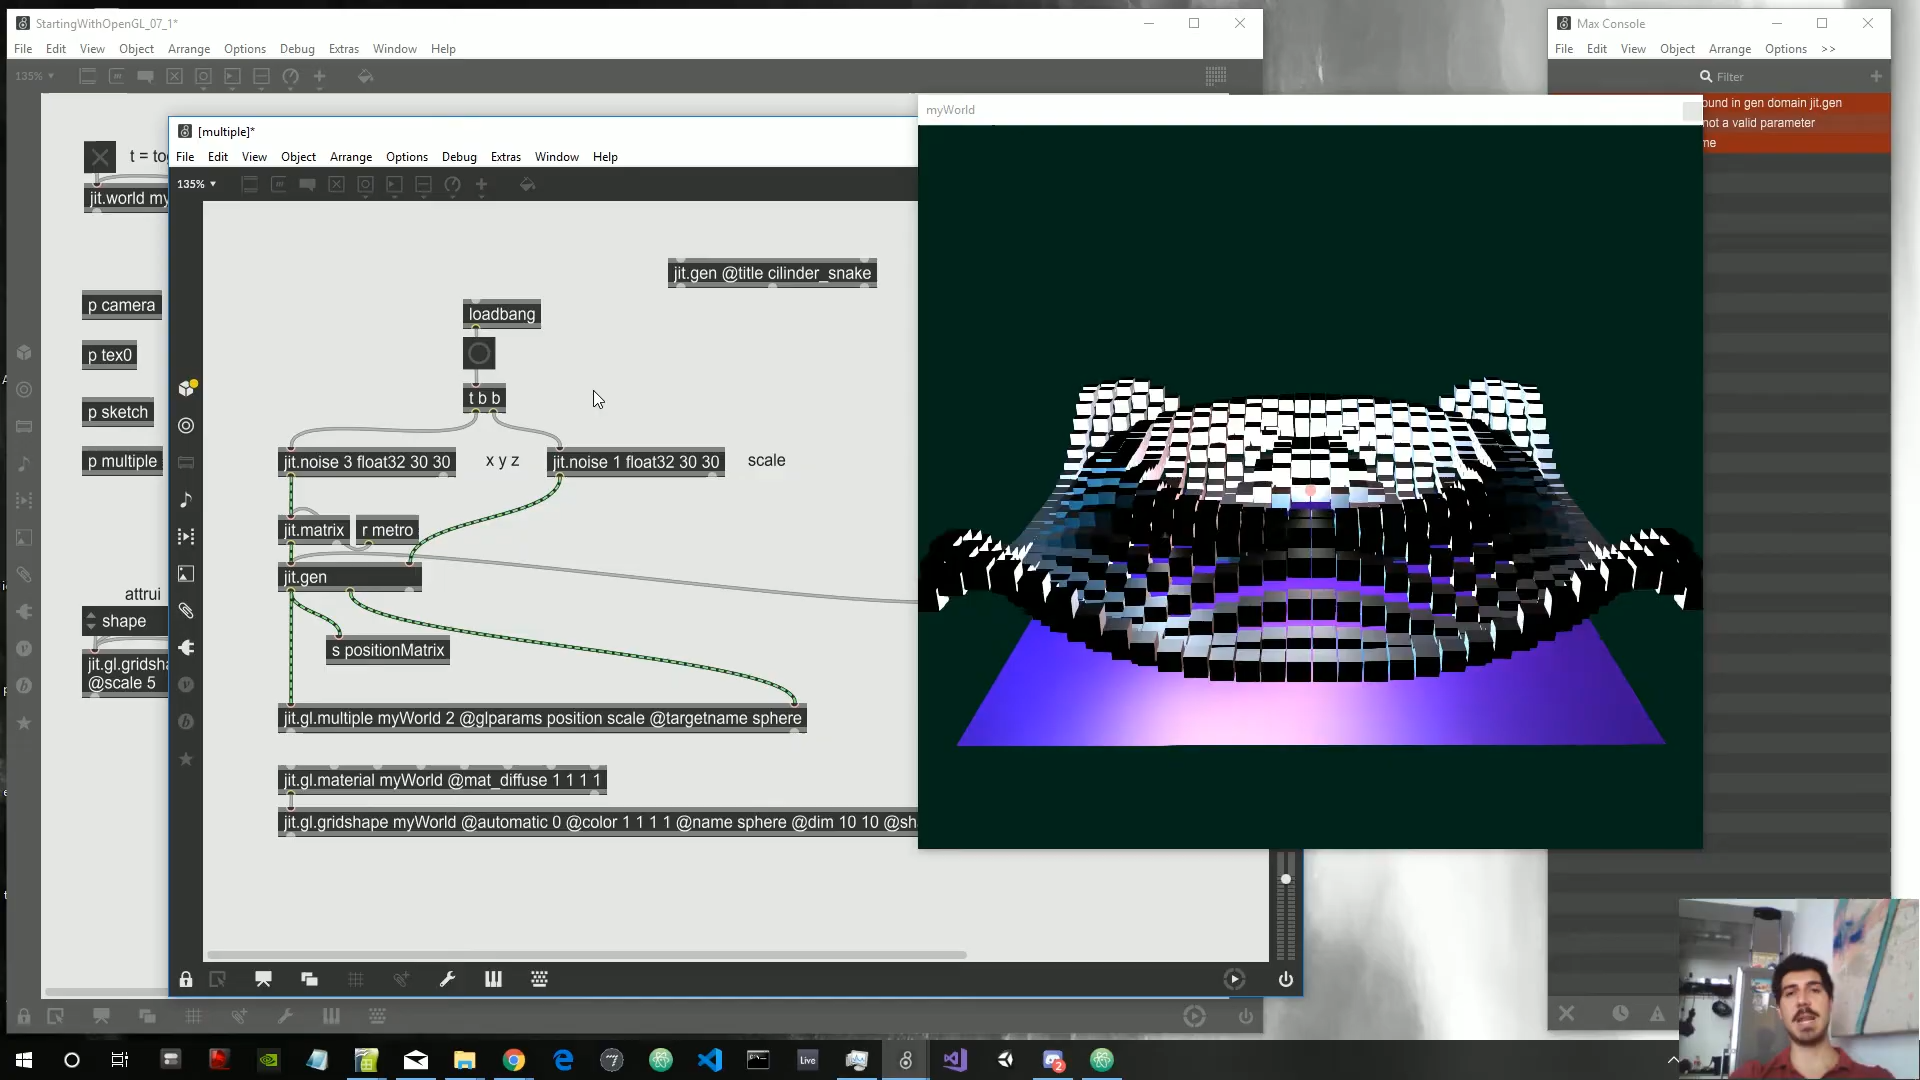 StartingWithOpenGL_07_1*
File Edit View Object Arrange Options Debug Extras Window Help
135%
t = tog
jit.world my
p camera
p tex0
p sketch
p multiple
attrui
shape
jit.gl.gridsha
@scale 5
[multiple]*
File Edit View Object Arrange Options Debug Extras Window Help
135%
jit.gen @title cilinder_snake
loadbang
t b b
jit.noise 3 float32 30 30
x y z
jit.noise 1 float32 30 30
scale
jit.matrix
r metro
jit.gen
s positionMatrix
jit.gl.multiple myWorld 2 @glparams position scale @targetname sphere
jit.gl.material myWorld @mat_diffuse 1 1 1 1
jit.gl.gridshape myWorld @automatic 0 @color 1 1 1 1 @name sphere @dim 10 10 @sha
myWorld
Max Console
File Edit View Object Arrange Options >>
Filter
ound in gen domain jit.gen
not a valid parameter
me
Live
2